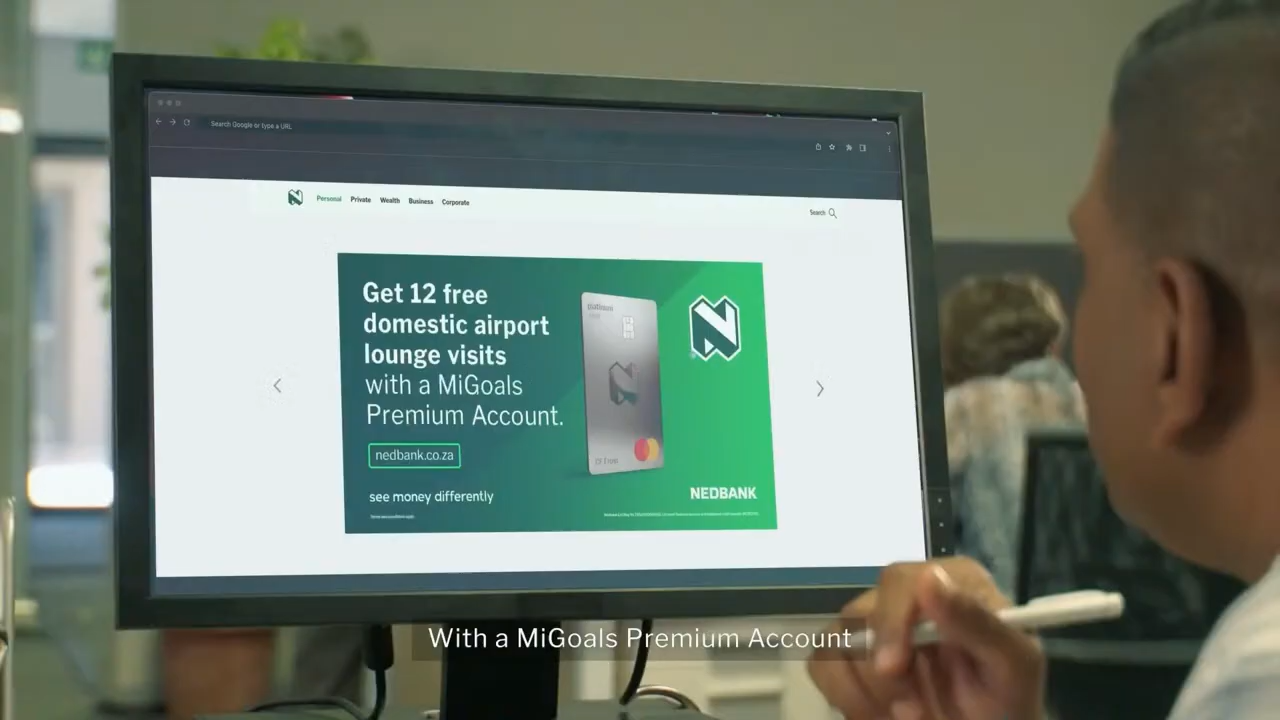 Search Google or type a URL
Personal Private Wealth Business Corporate
Search
Get 12 free
domestic airport
lounge visits
with a MiGoals
Premium Account.
platinum
nedbank.co.za
see money differently
NEDBANK
With a MiGoals Premium Account